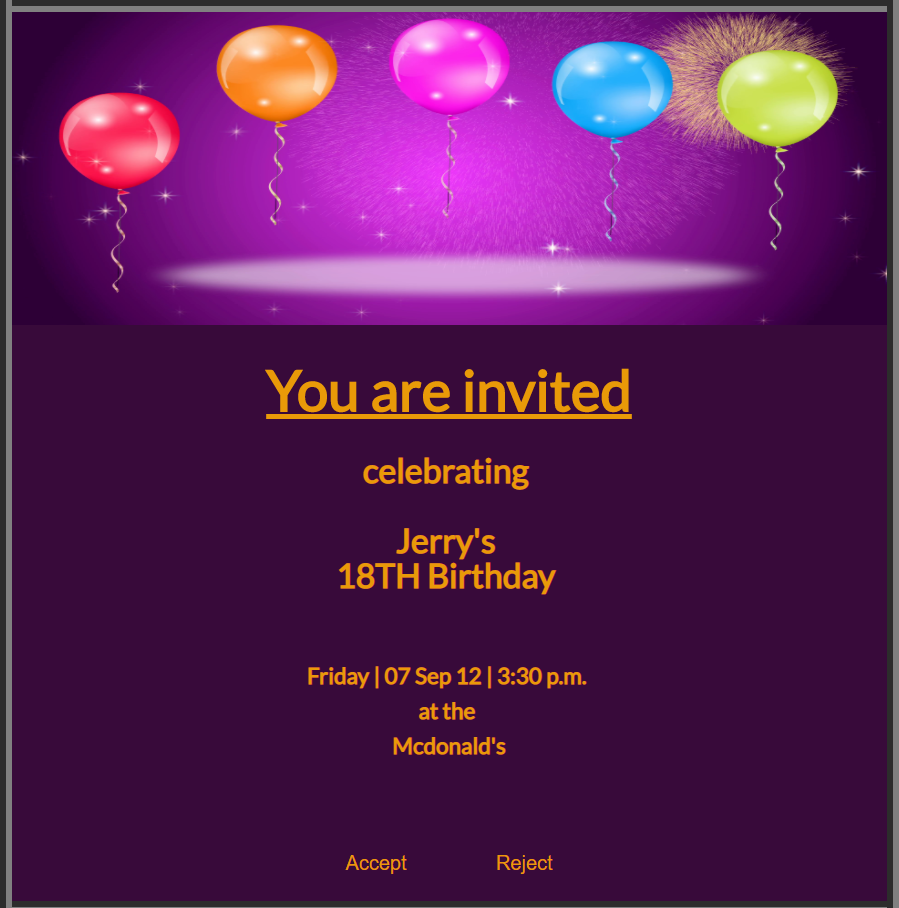 You are invited
celebrating
Jerry's
18TH Birthday
Friday | 07 Sep 12 | 3:30 p.m.
at the
Mcdonald's
Accept Reject